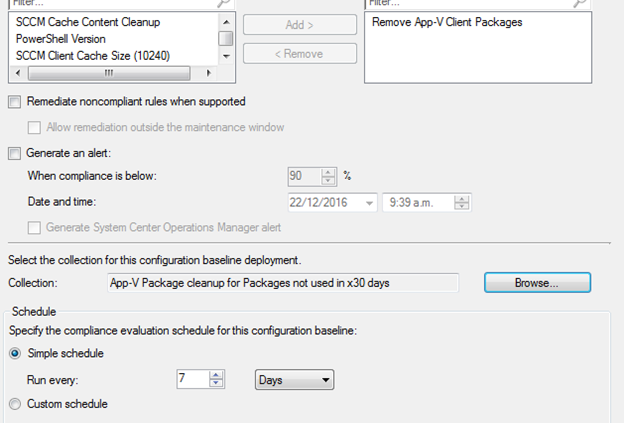 Filter...
Filter...
SCCM Cache Content Cleanup
PowerShell Version
SCCM Client Cache Size (10240)
Add >
< Remove
Remove App-V Client Packages
Remediate noncompliant rules when supported
Allow remediation outside the maintenance window
Generate an alert:
When compliance is below: 90 %
Date and time: 22/12/2016 9:39 a.m.
Generate System Center Operations Manager alert
Select the collection for this configuration baseline deployment.
Collection: App-V Package cleanup for Packages not used in x30 days Browse...
Schedule
Specify the compliance evaluation schedule for this configuration baseline:
Simple schedule
Run every: 7 Days
Custom schedule